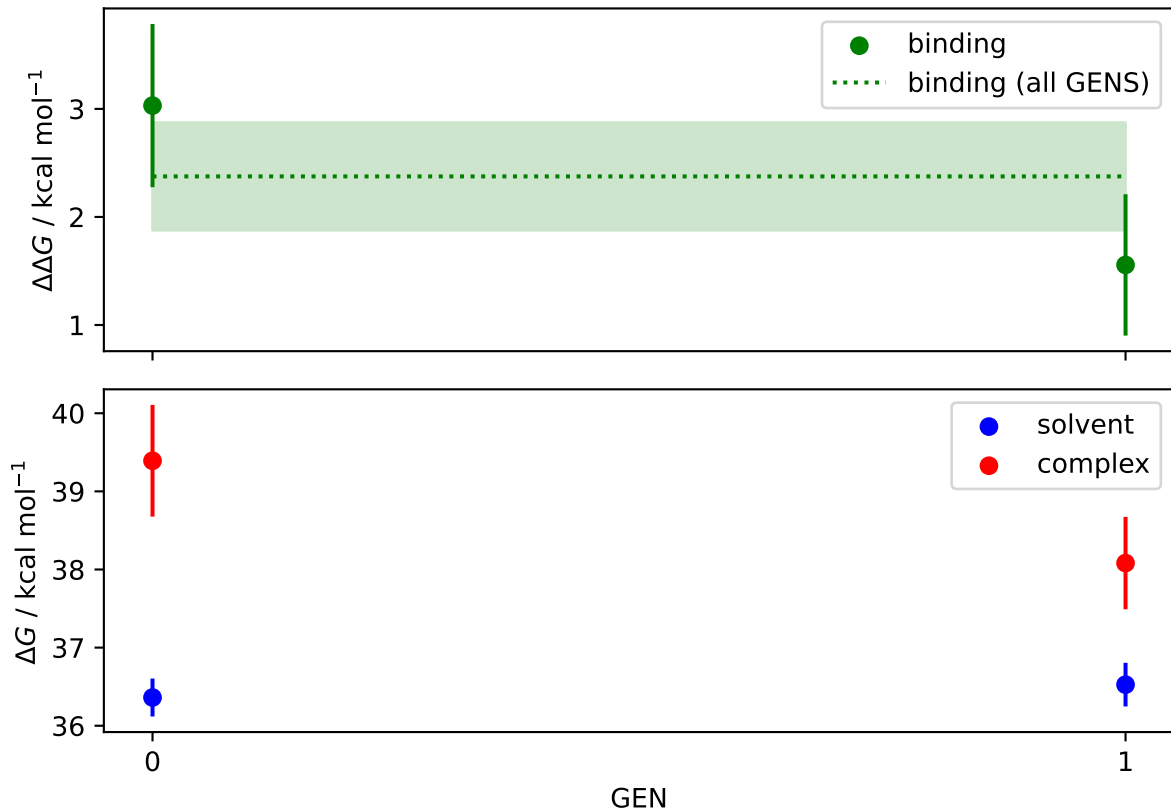 binding
binding (all GENS)
ΔΔG / kcal mol⁻¹
3
2
1
solvent
complex
ΔG / kcal mol⁻¹
40
39
38
37
36
0
1
GEN